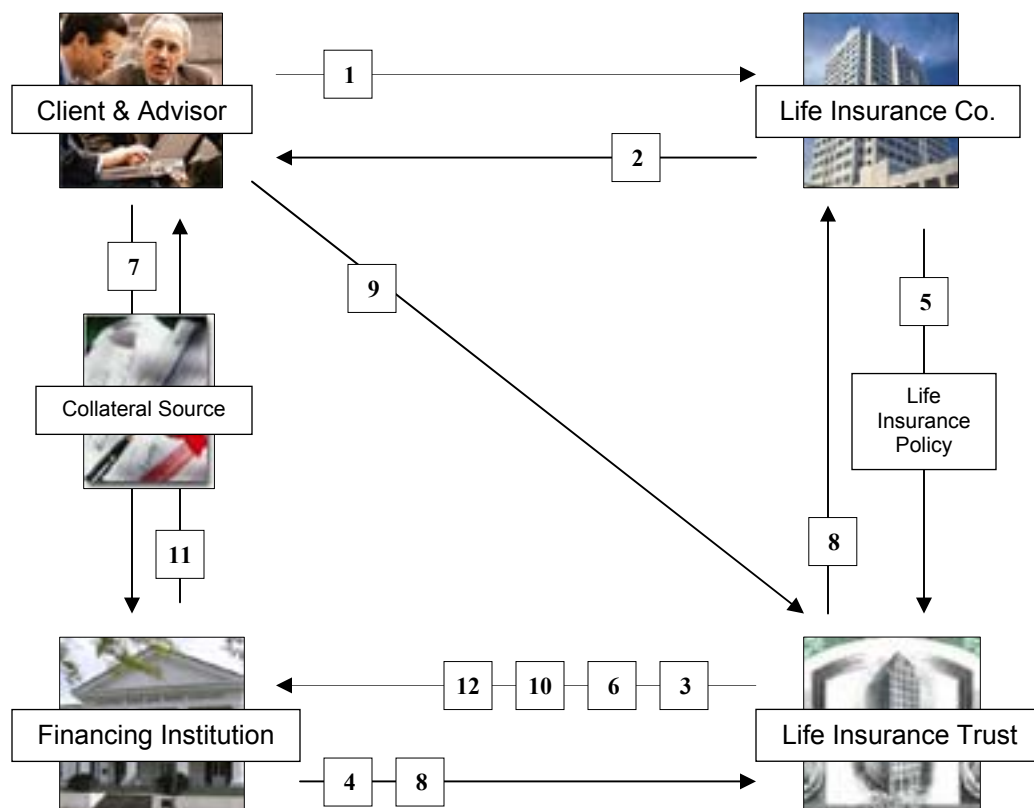 1
Client & Advisor
Life Insurance Co.
2
7
9
5
Collateral Source
Life
Insurance
Policy
11
8
12
10
6
3
Financing Institution
Life Insurance Trust
4
8